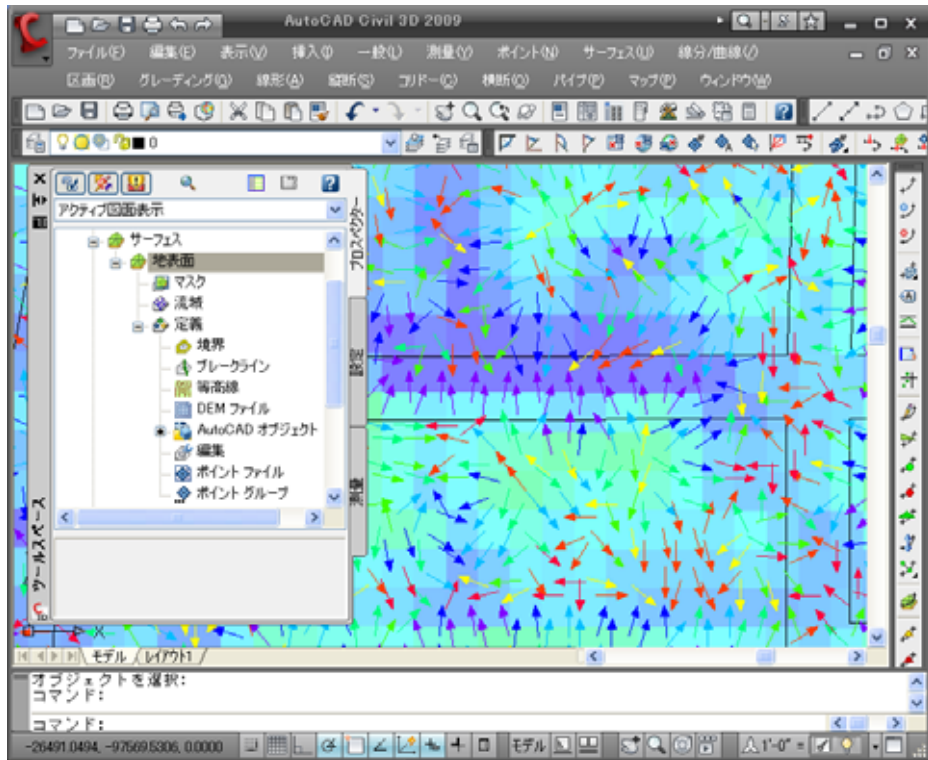 AutoCAD Civil 3D 2009
ファイル(F) 編集(E) 表示(V) 挿入(I) 一般(L) 測量(Y) ポイント(N) サーフェス(U) 線分/曲線(/)
区画(R) グレーディング(G) 線形(A) 縦断(S) コリドー(C) 横断(O) パイプ(P) マップ(P) ウィンドウ(W)
0
アクティブ図面表示
サーフェス
地表面
マスク
流域
定義
境界
ブレークライン
等高線
DEM ファイル
AutoCAD オブジェクト
編集
ポイント ファイル
ポイント グループ
プロスペクター
設定
測量
ツールスペース
X
モデル レイアウト1
オブジェクトを選択:
コマンド:
コマンド:
-26491.0494, -97569.5306, 0.0000 モデル 1'-0" =